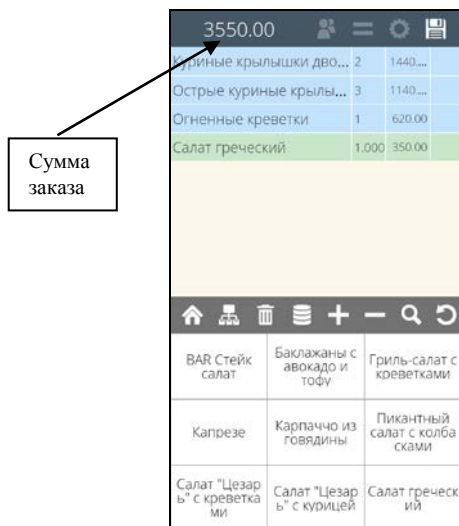 3550.00
Сумма
заказа
Куриные крылышки дво... 2 1440....
Острые куриные крылы... 3 1140....
Огненные креветки 1 620.00
Салат греческий 1.000 350.00
BAR Стейк
салат
Баклажаны с
авокадо и
тофу
Гриль-салат с
креветками
Капрезе
Карпаччо из
говядины
Пикантный
салат с колба
сками
Салат "Цезар
ь" с креветка
ми
Салат "Цезар
ь" с курицей
Салат греческ
ий